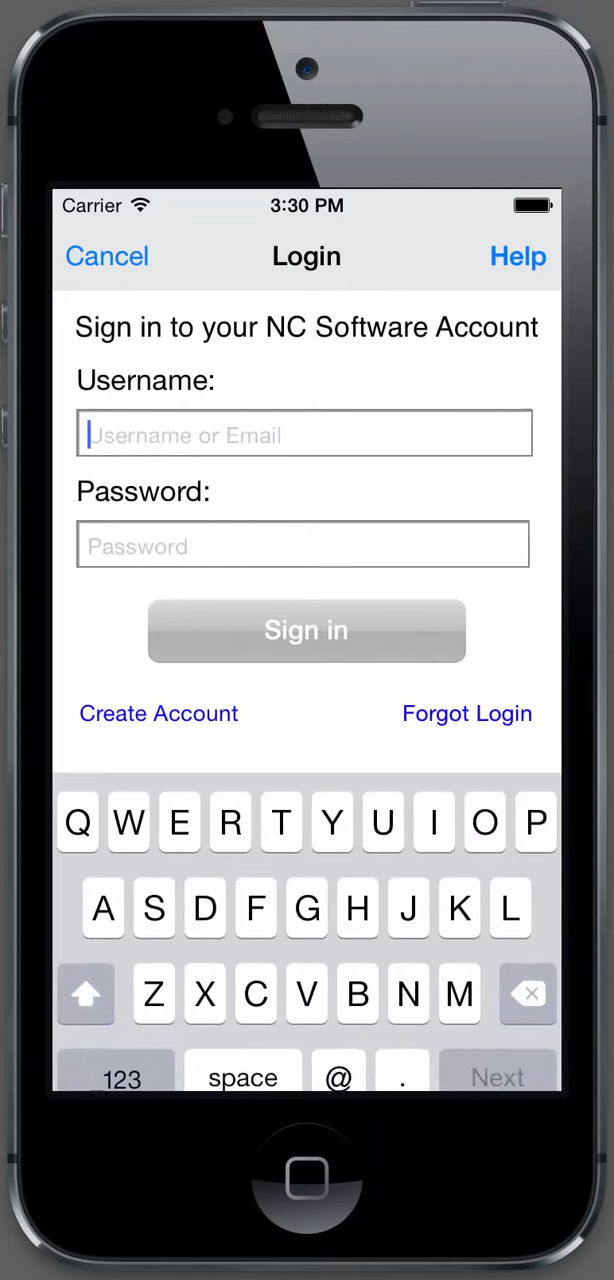 Carrier 3:30 PM
Cancel Login Help
Sign in to your NC Software Account
Username:
Username or Email
Password:
Password
Sign in
Create Account Forgot Login
Q W E R T Y U I O P
A S D F G H J K L
Z X C V B N M
123 space @ . Next